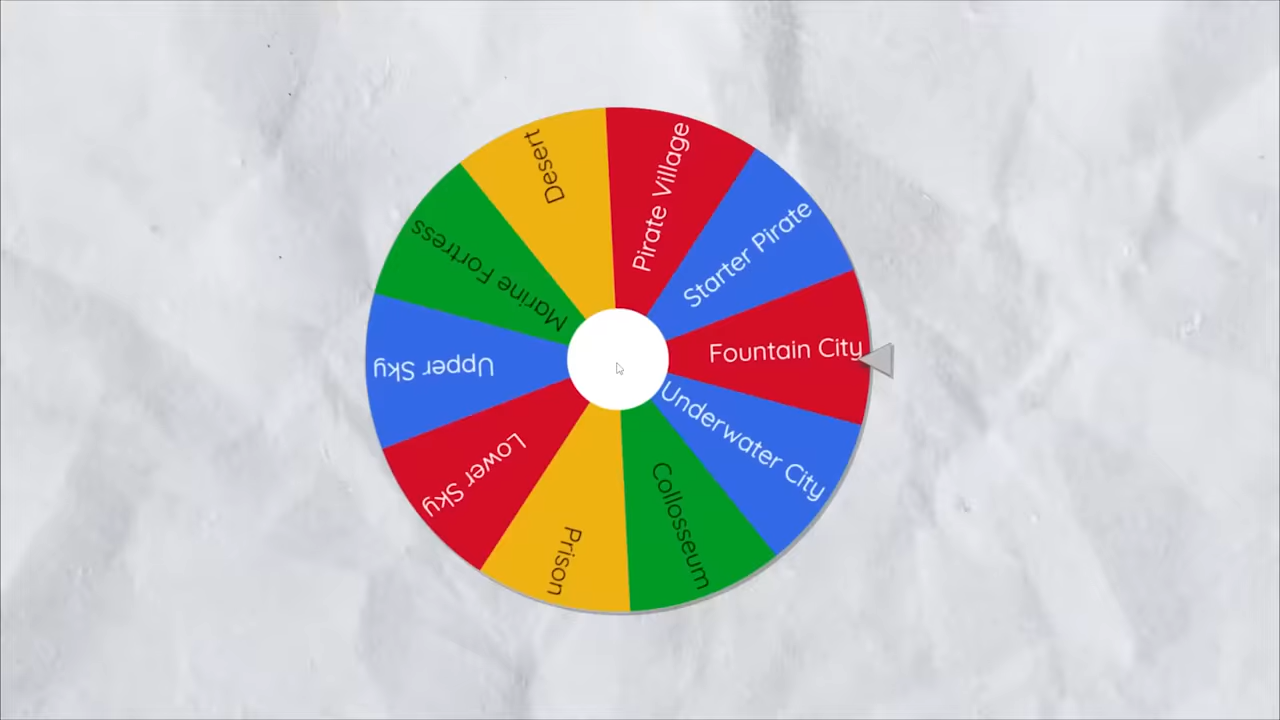 Desert
Pirate Village
Starter Pirate
Fountain City
Underwater City
Collosseum
Prison
Lower Sky
Upper Sky
Marine Fortress